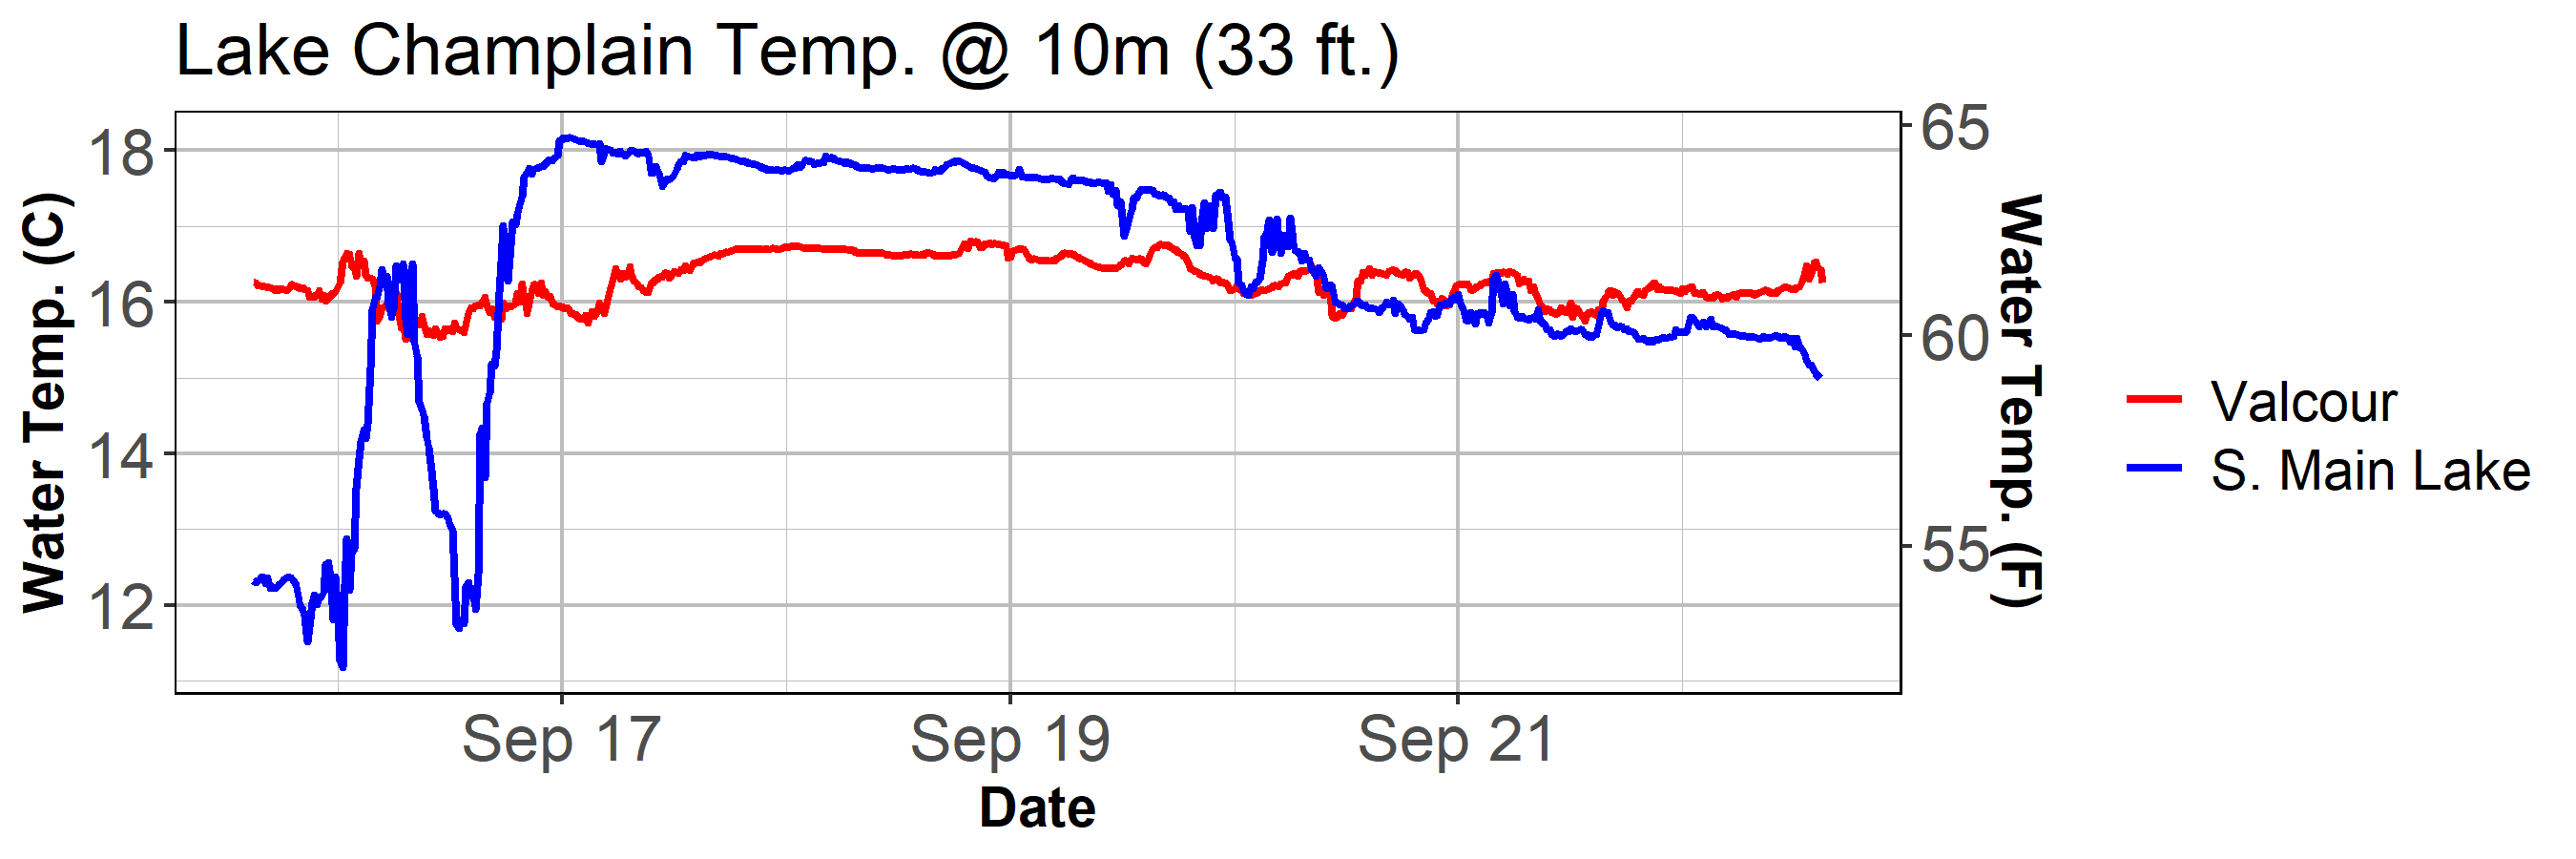 Lake Champlain Temp. @ 10m (33 ft.)
Water Temp. (C)
18
16
14
12
65
60
55
Water Temp. (F)
Sep 17
Sep 19
Sep 21
Date
Valcour
S. Main Lake